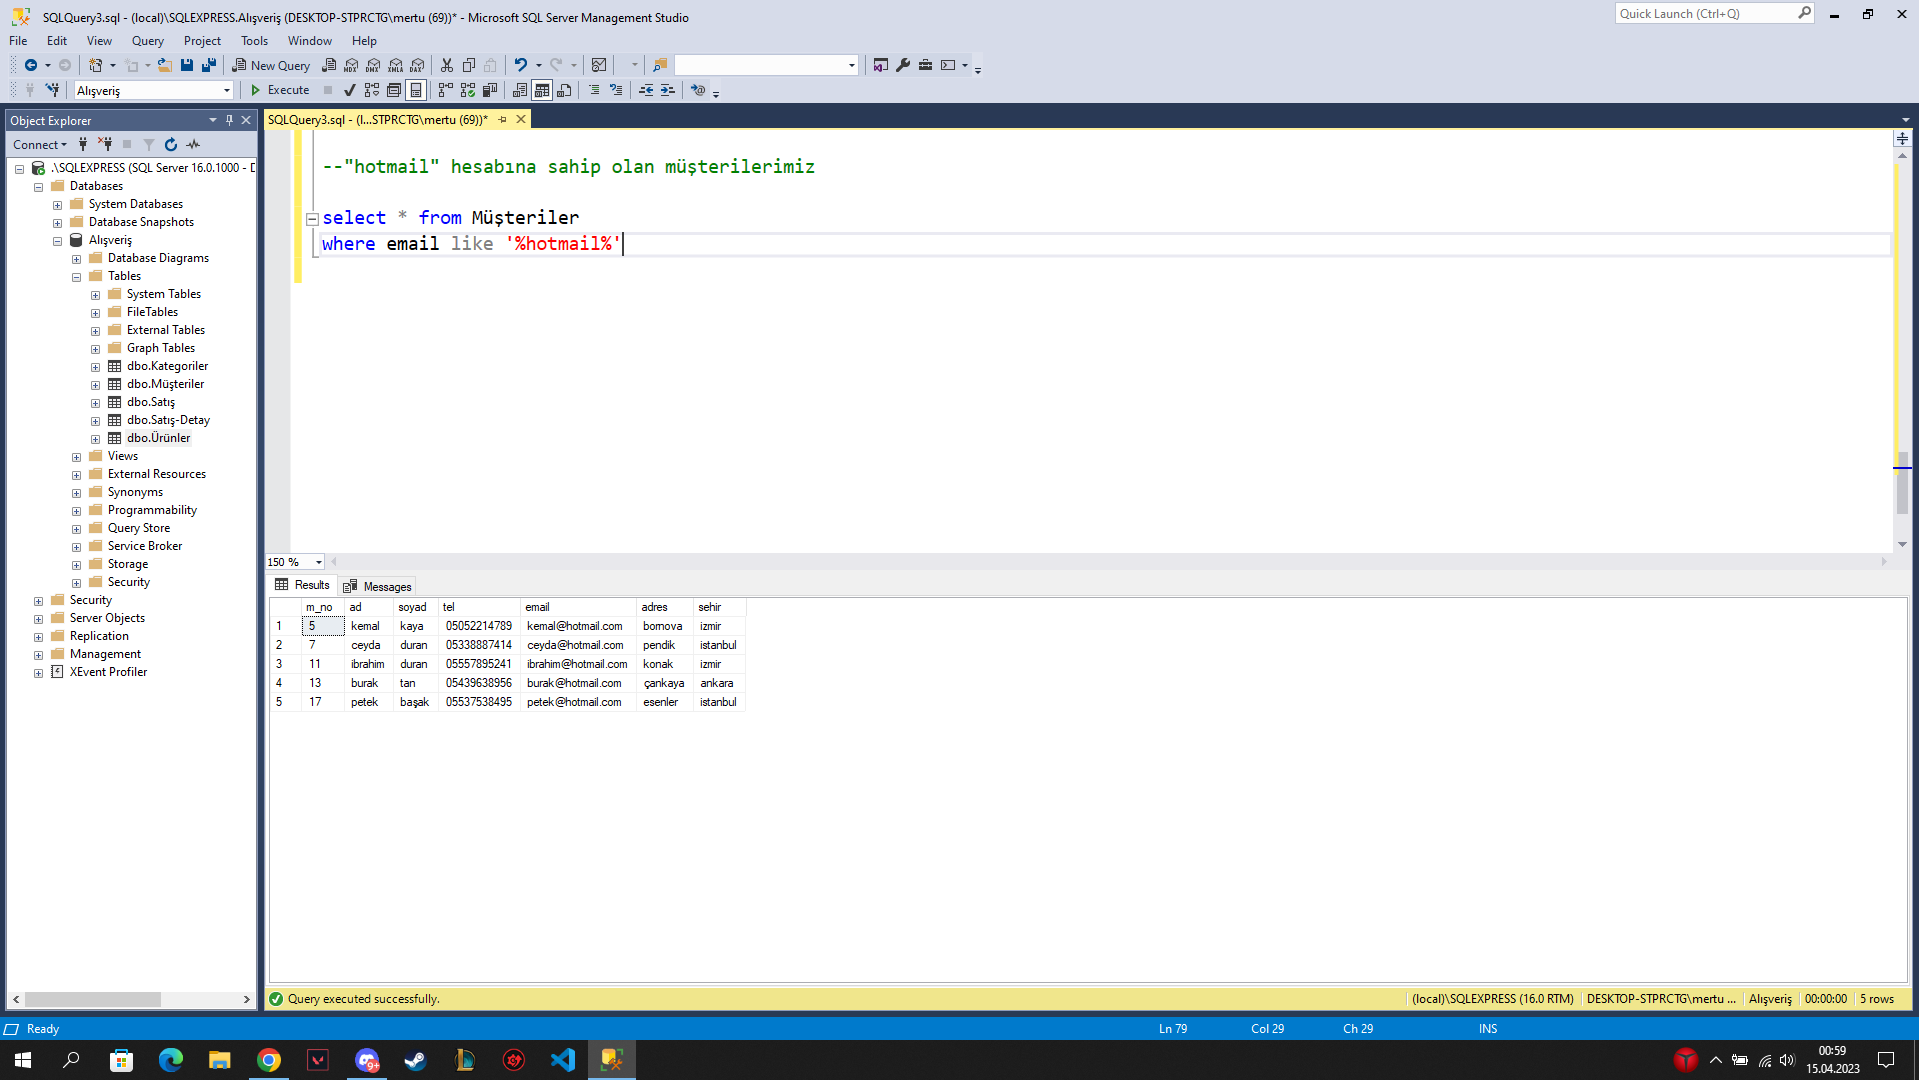 SQLQuery3.sql - (local)\SQLEXPRESS.Alışveriş (DESKTOP-STPRCTG\mertu (69))* - Microsoft SQL Server Management Studio
Quick Launch (Ctrl+Q)
File Edit View Query Project Tools Window Help
New Query
MDX DMX XMLA DAX
Alışveriş
Execute
Object Explorer
SQLQuery3.sql - (l...STPRCTG\mertu (69))*
Connect
.\SQLEXPRESS (SQL Server 16.0.1000 - D
Databases
System Databases
Database Snapshots
Alışveriş
Database Diagrams
Tables
System Tables
FileTables
External Tables
Graph Tables
dbo.Kategoriler
dbo.Müşteriler
dbo.Satış
dbo.Satış-Detay
dbo.Ürünler
Views
External Resources
Synonyms
Programmability
Query Store
Service Broker
Storage
Security
Security
Server Objects
Replication
Management
XEvent Profiler
--"hotmail" hesabına sahip olan müşterilerimiz
select * from Müşteriler
where email like '%hotmail%'
150 %
Results Messages
m_no ad soyad tel email adres sehir
1 5 kemal kaya 05052214789 kemal@hotmail.com bornova izmir
2 7 ceyda duran 05338887414 ceyda@hotmail.com pendik istanbul
3 11 ibrahim duran 05557895241 ibrahim@hotmail.com konak izmir
4 13 burak tan 05439638956 burak@hotmail.com çankaya ankara
5 17 petek başak 05537538495 petek@hotmail.com esenler istanbul
Query executed successfully.
(local)\SQLEXPRESS (16.0 RTM) DESKTOP-STPRCTG\mertu ... Alışveriş 00:00:00 5 rows
Ready
Ln 79 Col 29 Ch 29 INS
9+
00:59
15.04.2023